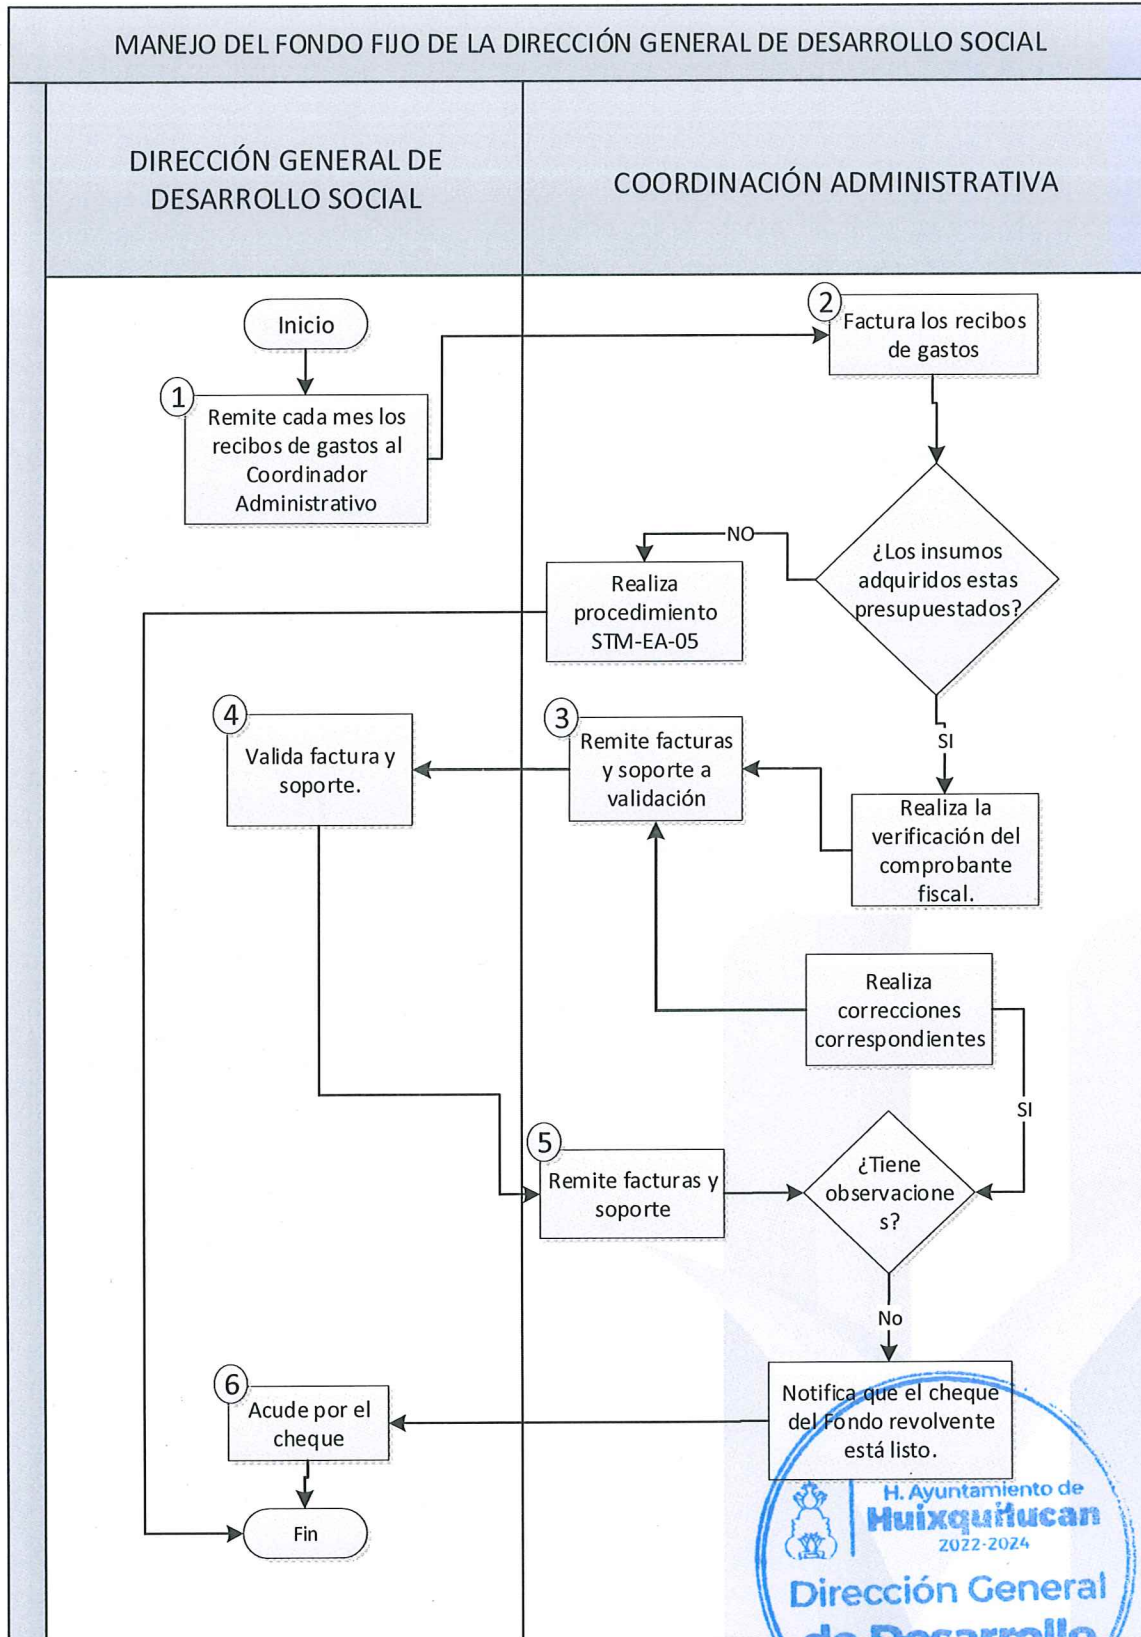 MANEJO DEL FONDO FIJO DE LA DIRECCIÓN GENERAL DE DESARROLLO SOCIAL
DIRECCIÓN GENERAL DE
DESARROLLO SOCIAL
COORDINACIÓN ADMINISTRATIVA
Inicio
1
Remite cada mes los
recibos de gastos al
Coordinador
Administrativo
2
Factura los recibos
de gastos
¿Los insumos
adquiridos estas
presupuestados?
NO
Realiza
procedimiento
STM-EA-05
SI
Realiza la
verificación del
comprobante
fiscal.
3
Remite facturas
y soporte a
validación
4
Valida factura y
soporte.
Realiza
correcciones
correspondientes
SI
5
Remite facturas y
soporte
¿Tiene
observacione
s?
No
Notifica que el cheque
del Fondo revolvente
está listo.
6
Acude por el
cheque
Fin
H. Ayuntamiento de
Huixquilucan
2022-2024
Dirección General
de Desarrollo